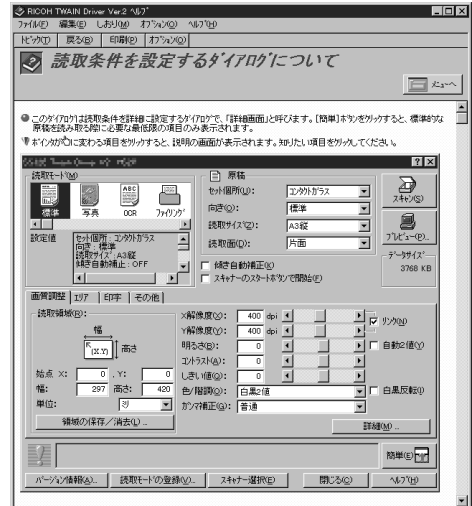 RICOH TWAIN Driver Ver.2 ヘルプ
ファイル(F) 編集(E) しおり(M) オプション(O) ヘルプ(H)
トピック(T) 戻る(B) 印刷(P) オプション(O)
読取条件を設定するダイアログについて
メニューへ
このダイアログは読取条件を詳細に設定するダイアログで、「詳細画面」と呼びます。[簡単]ボタンをクリックすると、標準的な
原稿を読み取る際に必要な最低限の項目のみ表示されます。
ポインタが に変わる項目をクリックすると、説明の画面が表示されます。知りたい項目をクリックしてください。
読取モード(M)
標準 写真 OCR ファイリング
ABC
設定値
セット個所:コンタクトガラス
向き:標準
読取サイズ:A3縦
傾き自動補正:OFF
原稿
セット個所(U): コンタクトガラス
向き(G): 標準
読取サイズ(Z): A3縦
読取面(D): 片面
傾き自動補正(K)
スキャナーのスタートボタンで開始(F)
スキャン(S)
プレビュー(P)..
データサイズ
3768 KB
画質調整 エリア 印字 その他
読取領域(R):
幅
(X,Y) 高さ
始点 X: 0 , Y: 0
幅: 297 高さ: 420
単位: ミリ
領域の保存/消去(L) ..
X解像度(X): 400 dpi
Y解像度(Y): 400 dpi
リンク(N)
明るさ(B): 0
自動2値(Y)
コントラスト(A): 0
しきい値(Q): 0
色/階調(O): 白黒2値
白黒反転(I)
ガンマ補正(G): 普通
詳細(M) ..
簡単(E)
バージョン情報(A).. 読取モードの登録(V).. スキャナー選択(E) 閉じる(C) ヘルプ(H)